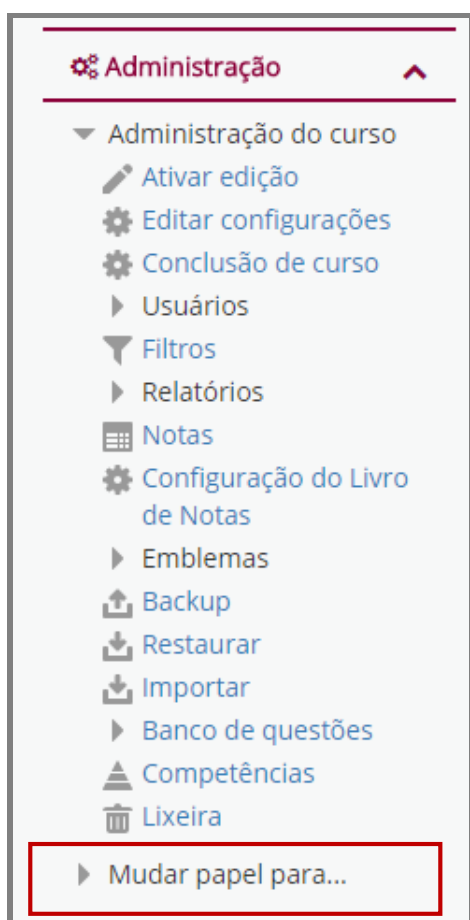 Administração
Administração do curso
Ativar edição
Editar configurações
Conclusão de curso
Usuários
Filtros
Relatórios
Notas
Configuração do Livro
de Notas
Emblemas
Backup
Restaurar
Importar
Banco de questões
Competências
Lixeira
Mudar papel para...